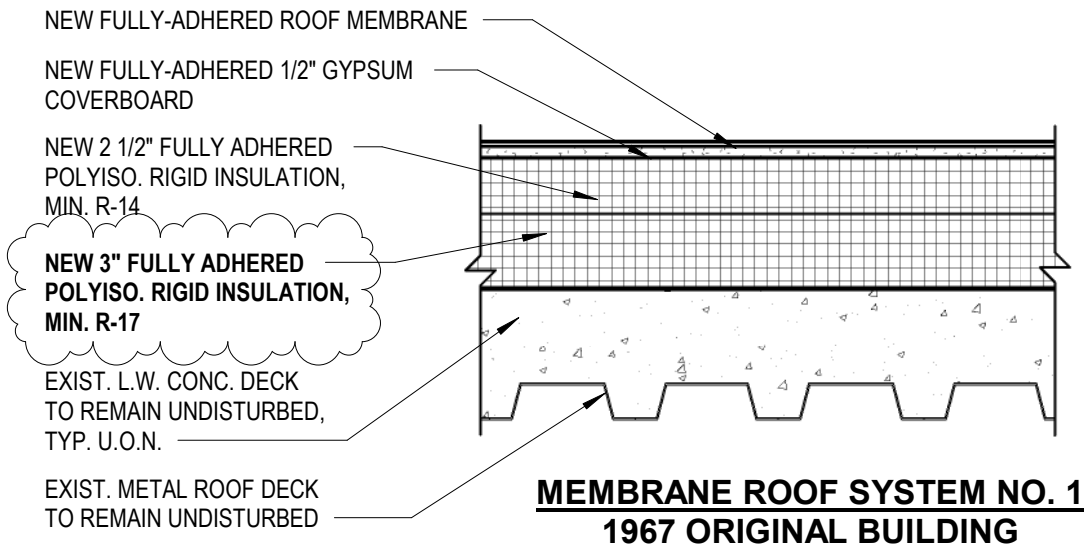 NEW FULLY-ADHERED ROOF MEMBRANE
NEW FULLY-ADHERED 1/2" GYPSUM
COVERBOARD
NEW 2 1/2" FULLY ADHERED
POLYISO. RIGID INSULATION,
MIN. R-14
NEW 3" FULLY ADHERED
POLYISO. RIGID INSULATION,
MIN. R-17
EXIST. L.W. CONC. DECK
TO REMAIN UNDISTURBED,
TYP. U.O.N.
EXIST. METAL ROOF DECK
TO REMAIN UNDISTURBED
MEMBRANE ROOF SYSTEM NO. 1
1967 ORIGINAL BUILDING